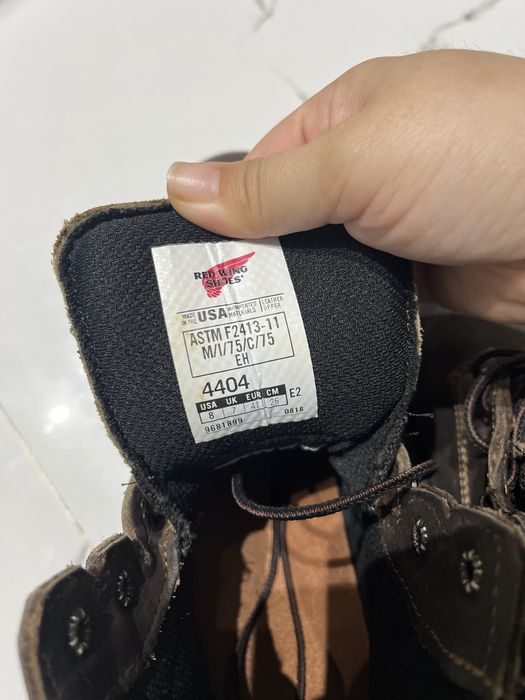 RED WING
SHOES®
MADE IN THE USA W/IMPORTED MATERIALS LEATHER UPPER
ASTM F2413-11
M/I/75/C/75
EH
4404
USA UK EUR CM E2
8 7 41 26
9681899 0818